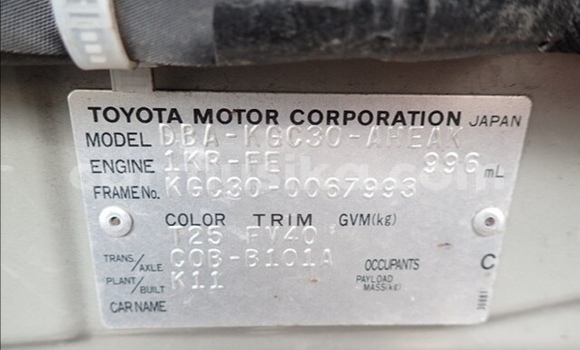 TOYOTA MOTOR CORPORATION JAPAN
MODEL DBA-KGC30-AHEAK
ENGINE 1KR-FE 996 mL
FRAME No. KGC30-0067993
COLOR TRIM GVM(kg)
T25 FV40
TRANS/AXLE C0B-B101A OCCUPANTS C
PLANT/BUILT K11 PAYLOAD MASS(kg)
CAR NAME